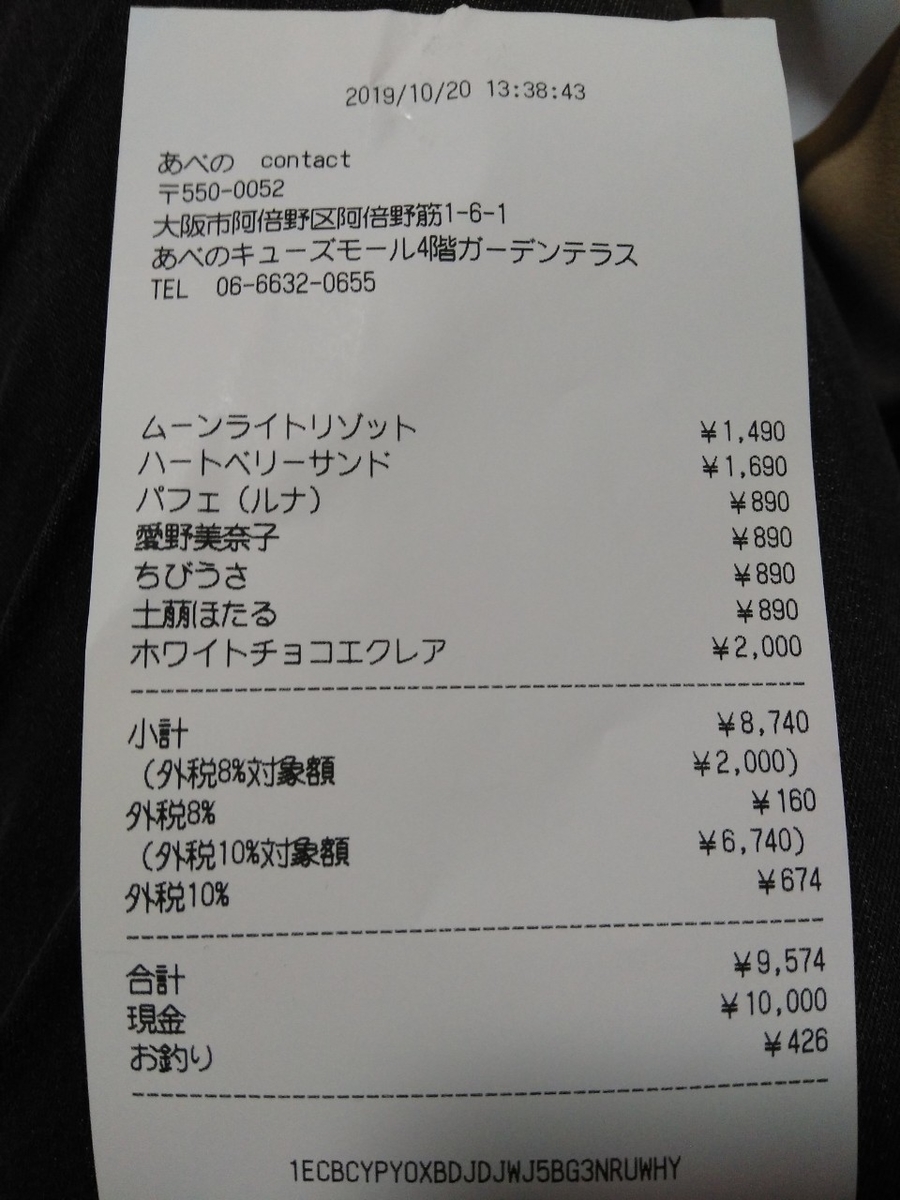 2019/10/20 13:38:43
あべの contact
〒550-0052
大阪市阿倍野区阿倍野筋1-6-1
あべのキューズモール4階ガーデンテラス
TEL 06-6632-0655
ムーンライトリゾット ¥1,490
ハートベリーサンド ¥1,690
パフェ（ルナ） ¥890
愛野美奈子 ¥890
ちびうさ ¥890
土萠ほたる ¥890
ホワイトチョコエクレア ¥2,000
小計 ¥8,740
(外税8%対象額 ¥2,000)
外税8% ¥160
(外税10%対象額 ¥6,740)
外税10% ¥674
合計 ¥9,574
現金 ¥10,000
お釣り ¥426
1ECBCYPYOXBDJDJWJ5BG3NRUWHY